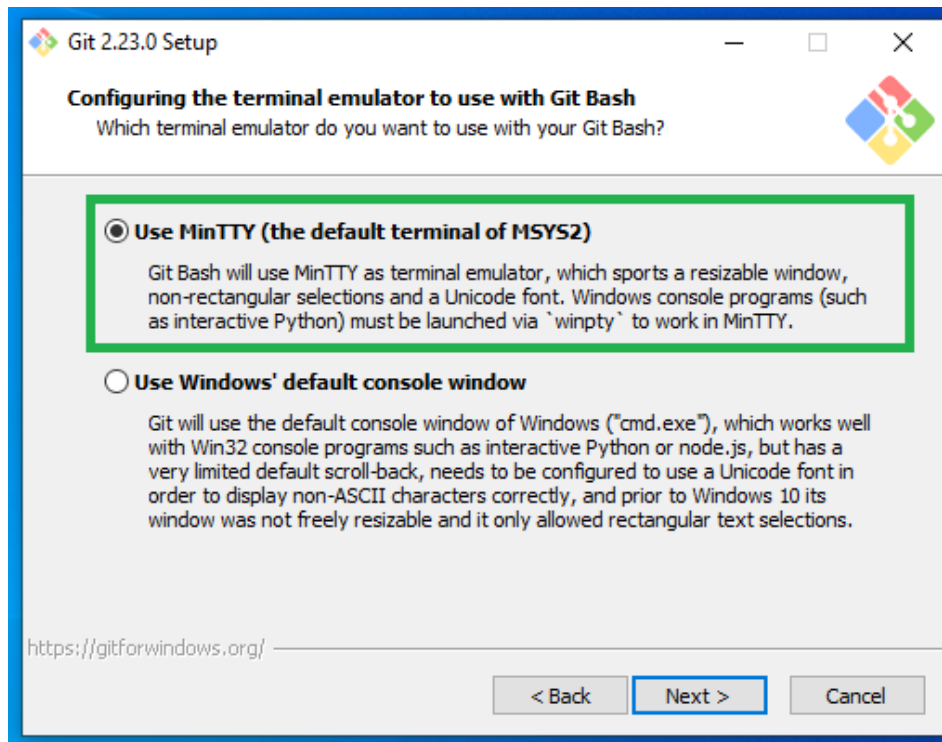 Git 2.23.0 Setup
Configuring the terminal emulator to use with Git Bash
Which terminal emulator do you want to use with your Git Bash?
Use MinTTY (the default terminal of MSYS2)
Git Bash will use MinTTY as terminal emulator, which sports a resizable window,
non-rectangular selections and a Unicode font. Windows console programs (such
as interactive Python) must be launched via `winpty` to work in MinTTY.
Use Windows' default console window
Git will use the default console window of Windows ("cmd.exe"), which works well
with Win32 console programs such as interactive Python or node.js, but has a
very limited default scroll-back, needs to be configured to use a Unicode font in
order to display non-ASCII characters correctly, and prior to Windows 10 its
window was not freely resizable and it only allowed rectangular text selections.
https://gitforwindows.org/
< Back
Next >
Cancel